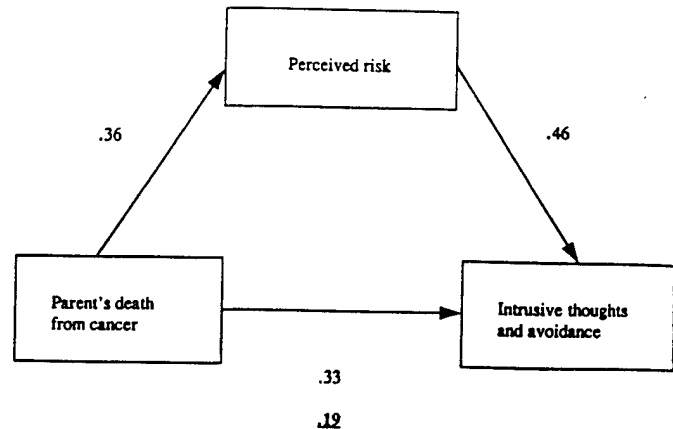 Perceived risk
.36
.46
Parent's death
from cancer
Intrusive thoughts
and avoidance
.33
.19